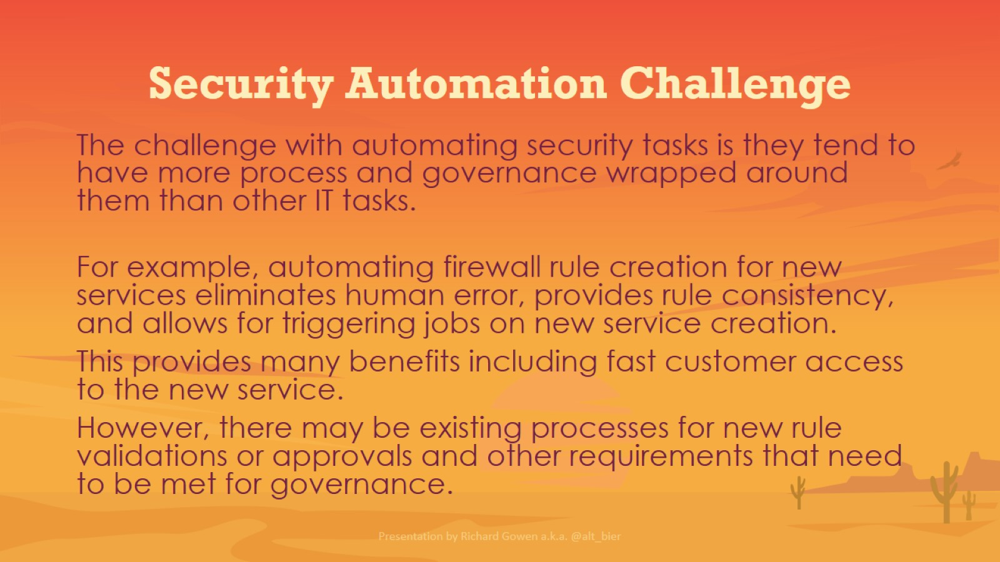 Security Automation Challenge
The challenge with automating security tasks is they tend to
have more process and governance wrapped around
them than other IT tasks.
For example, automating firewall rule creation for new
services eliminates human error, provides rule consistency,
and allows for triggering jobs on new service creation.
This provides many benefits including fast customer access
to the new service.
However, there may be existing processes for new rule
validations or approvals and other requirements that need
to be met for governance.
Presentation by Richard Gowen a.k.a. @alt_bier